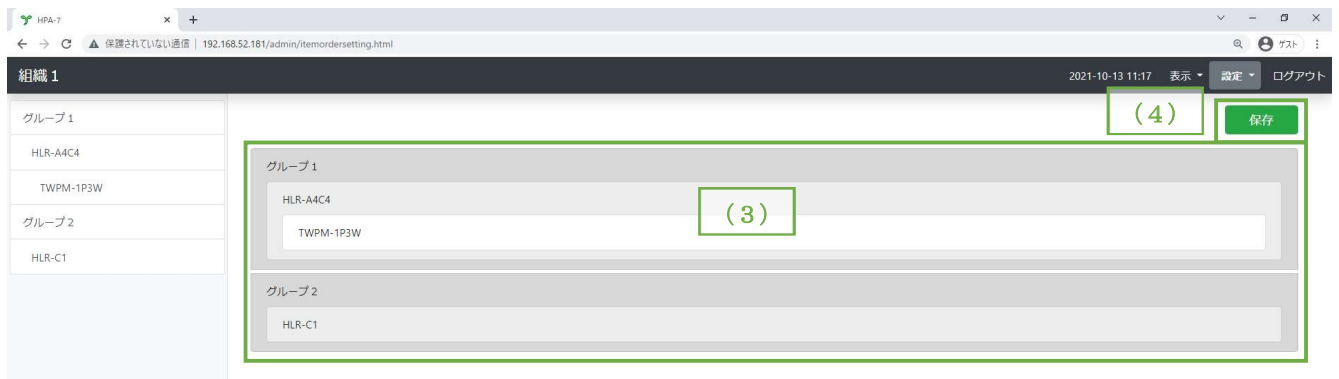 HPA-7
保護されていない通信 | 192.168.52.181/admin/itemordersetting.html
ゲスト
組織1
2021-10-13 11:17 表示 設定 ログアウト
グループ1
HLR-A4C4
TWPM-1P3W
グループ2
HLR-C1
(4)
保存
グループ1
HLR-A4C4
(3)
TWPM-1P3W
グループ2
HLR-C1